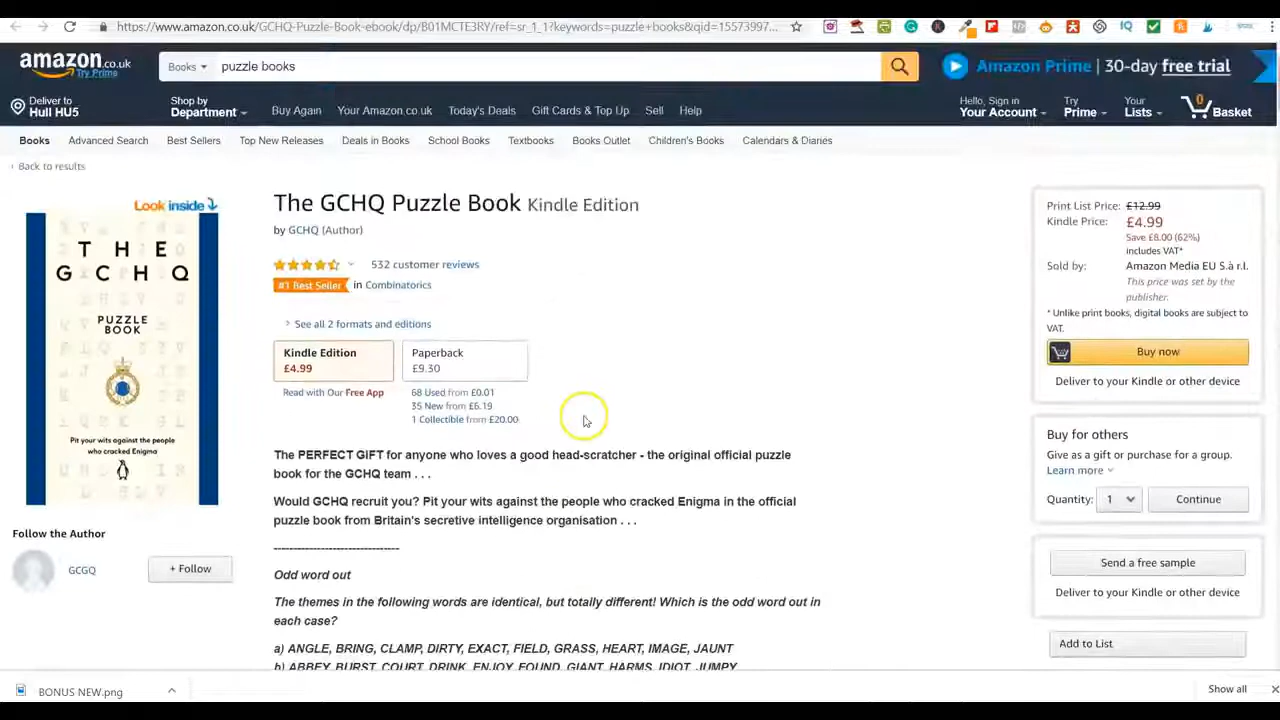 https://www.amazon.co.uk/GCHQ-Puzzle-Book-ebook/dp/B01MCTE3RY/ref=sr_1_1?keywords=puzzle+books&qid=15573997...
amazon.co.uk
Try Prime
Books
puzzle books
Amazon Prime | 30-day free trial
Deliver to
Hull HU5
Shop by
Department
Buy Again
Your Amazon.co.uk
Today's Deals
Gift Cards & Top Up
Sell
Help
Hello, Sign in
Your Account
Try
Prime
Your
Lists
0
Basket
Books
Advanced Search
Best Sellers
Top New Releases
Deals in Books
School Books
Textbooks
Books Outlet
Children's Books
Calendars & Diaries
‹ Back to results
Look inside
THE
GCHQ
PUZZLE
BOOK
Pit your wits against the people
who cracked Enigma
Follow the Author
GCGQ
+ Follow
The GCHQ Puzzle Book Kindle Edition
by GCHQ (Author)
532 customer reviews
#1 Best Seller in Combinatorics
› See all 2 formats and editions
Kindle Edition
£4.99
Read with Our Free App
Paperback
£9.30
68 Used from £0.01
35 New from £6.19
1 Collectible from £20.00
The PERFECT GIFT for anyone who loves a good head-scratcher - the original official puzzle
book for the GCHQ team . . .
Would GCHQ recruit you? Pit your wits against the people who cracked Enigma in the official
puzzle book from Britain's secretive intelligence organisation . . .
--------------------------------
Odd word out
The themes in the following words are identical, but totally different! Which is the odd word out in
each case?
a) ANGLE, BRING, CLAMP, DIRTY, EXACT, FIELD, GRASS, HEART, IMAGE, JAUNT
b) ABBEY, BURST, COURT, DRINK, ENJOY, FOUND, GIANT, HARMS, IDIOT, JUMPY
Print List Price: £12.99
Kindle Price: £4.99
Save £8.00 (62%)
includes VAT*
Sold by: Amazon Media EU S.à r.l.
This price was set by the
publisher.
* Unlike print books, digital books are subject to
VAT.
Buy now
Deliver to your Kindle or other device
Buy for others
Give as a gift or purchase for a group.
Learn more
Quantity: 1
Continue
Send a free sample
Deliver to your Kindle or other device
Add to List
BONUS NEW.png
Show all